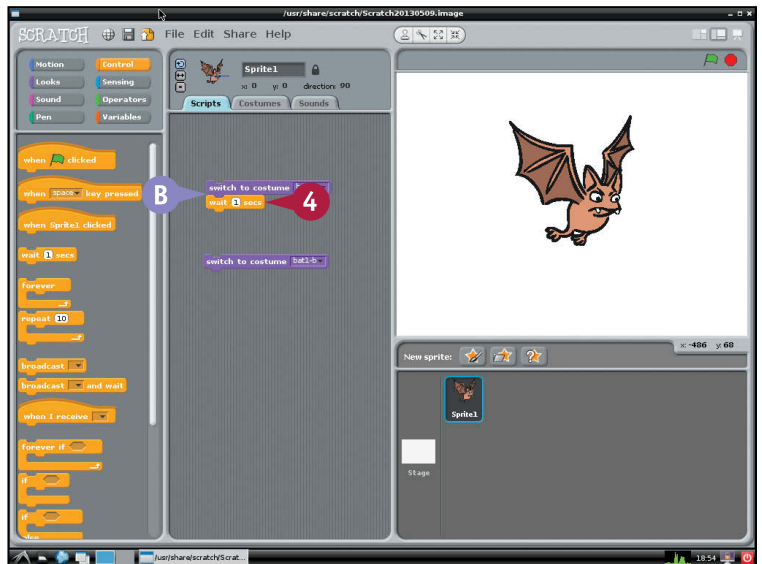 /usr/share/scratch/Scratch20130509.image
SCRATCH File Edit Share Help
Motion Control
Looks Sensing
Sound Operators
Pen Variables
Sprite1
x: 0 y: 0 direction: 90
Scripts Costumes Sounds
when clicked
when space key pressed
when Sprite1 clicked
wait 1 secs
forever
repeat 10
broadcast
broadcast and wait
when I receive
forever if
if
if
else
switch to costume
B
wait 1 secs
4
switch to costume bat1-b
x: -486 y: 68
New sprite:
Sprite1
Stage
/usr/share/scratch/Scrat...
18:54